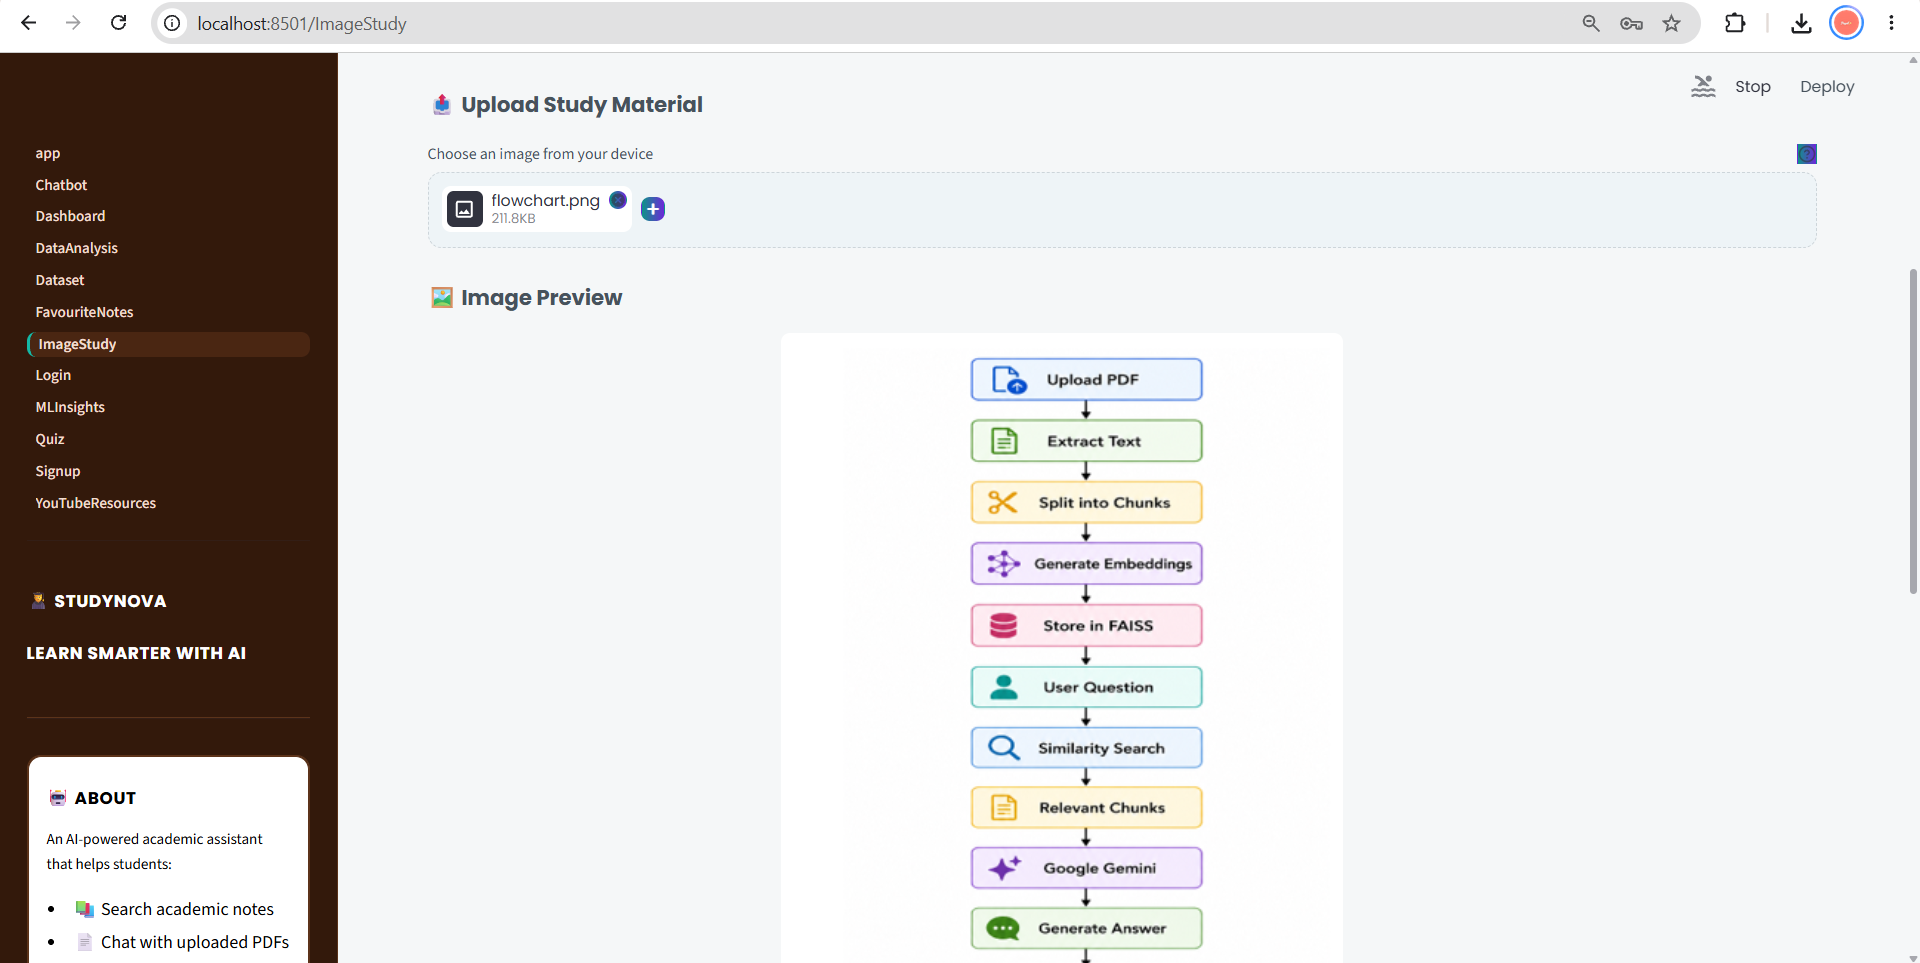 localhost:8501/ImageStudy
Stop
Deploy
app
Chatbot
Dashboard
DataAnalysis
Dataset
FavouriteNotes
ImageStudy
Login
MLInsights
Quiz
Signup
YouTubeResources
STUDYNOVA
LEARN SMARTER WITH AI
ABOUT
An AI-powered academic assistant
that helps students:
• Search academic notes
• Chat with uploaded PDFs
Upload Study Material
Choose an image from your device
flowchart.png
211.8KB
Image Preview
Upload PDF
Extract Text
Split into Chunks
Generate Embeddings
Store in FAISS
User Question
Similarity Search
Relevant Chunks
Google Gemini
Generate Answer